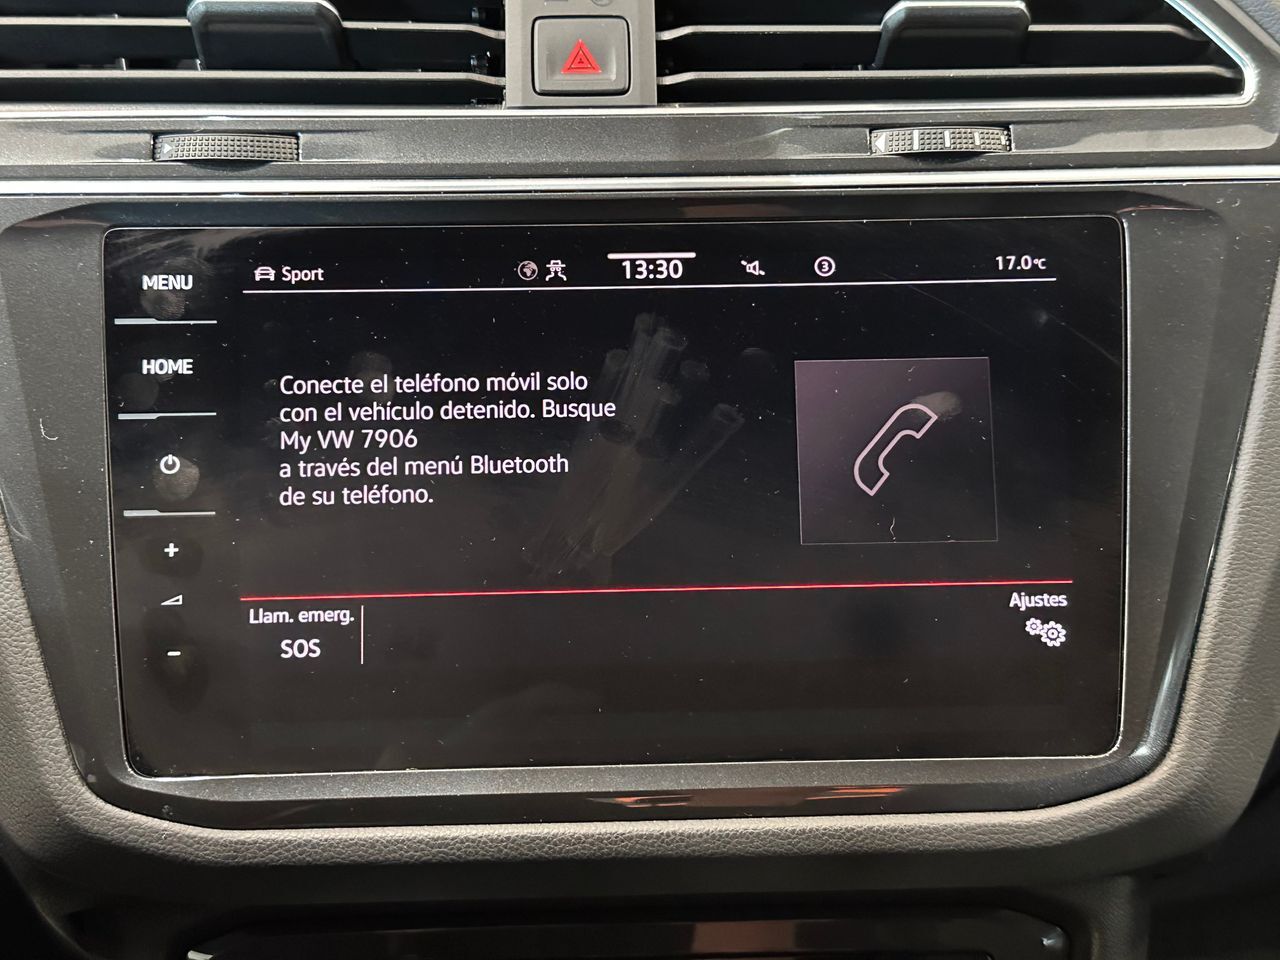 MENU
Sport
13:30
3
17.0°C
HOME
Conecte el teléfono móvil solo
con el vehículo detenido. Busque
My VW 7906
a través del menú Bluetooth
de su teléfono.
+
-
Llam. emerg.
SOS
Ajustes